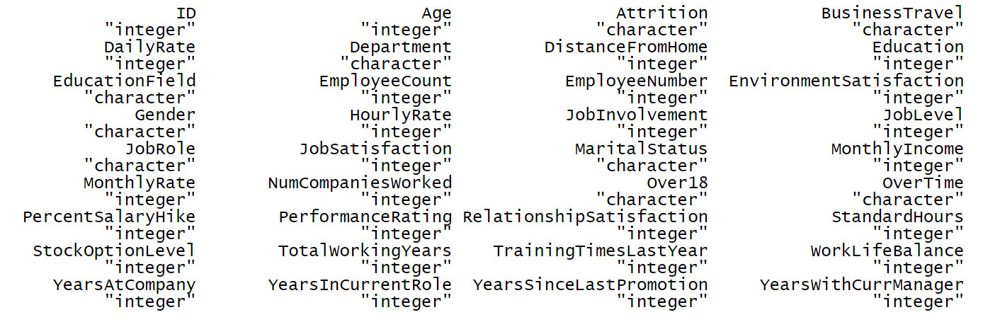 ID Age Attrition BusinessTravel
"integer" "integer" "character" "character"
DailyRate Department DistanceFromHome Education
"integer" "character" "integer" "integer"
EducationField EmployeeCount EmployeeNumber EnvironmentSatisfaction
"character" "integer" "integer" "integer"
Gender HourlyRate JobInvolvement JobLevel
"character" "integer" "integer" "integer"
JobRole JobSatisfaction MaritalStatus MonthlyIncome
"character" "integer" "character" "integer"
MonthlyRate NumCompaniesWorked Over18 OverTime
"integer" "integer" "character" "character"
PercentSalaryHike PerformanceRating RelationshipSatisfaction StandardHours
"integer" "integer" "integer" "integer"
StockOptionLevel TotalWorkingYears TrainingTimesLastYear WorkLifeBalance
"integer" "integer" "integer" "integer"
YearsAtCompany YearsInCurrentRole YearsSinceLastPromotion YearsWithCurrManager
"integer" "integer" "integer" "integer"